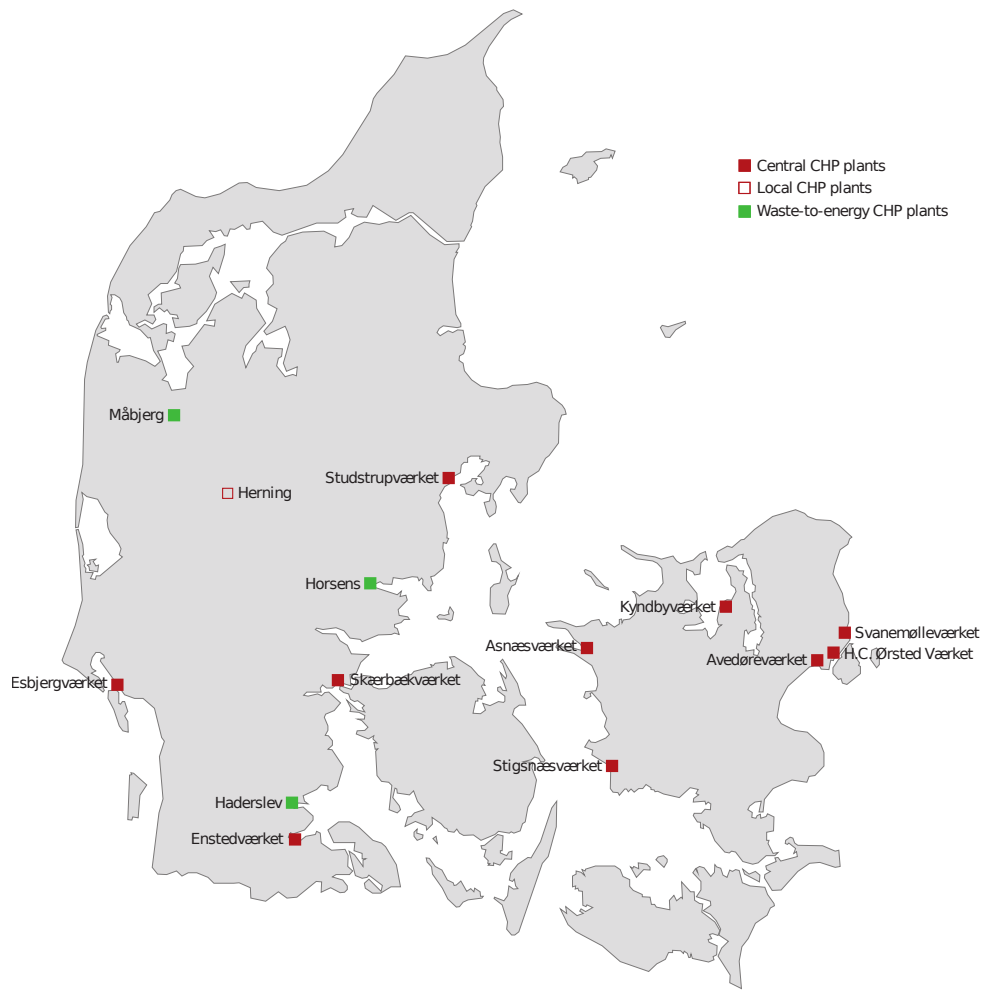 Central CHP plants
Local CHP plants
Waste-to-energy CHP plants
Måbjerg
Studstrupværket
Herning
Horsens
Kyndbyværket
Svanemølleværket
Asnæsværket
H.C. Ørsted Værket
Avedøreværket
Esbjergværket
Skærbækværket
Stigsnæsværket
Haderslev
Enstedværket